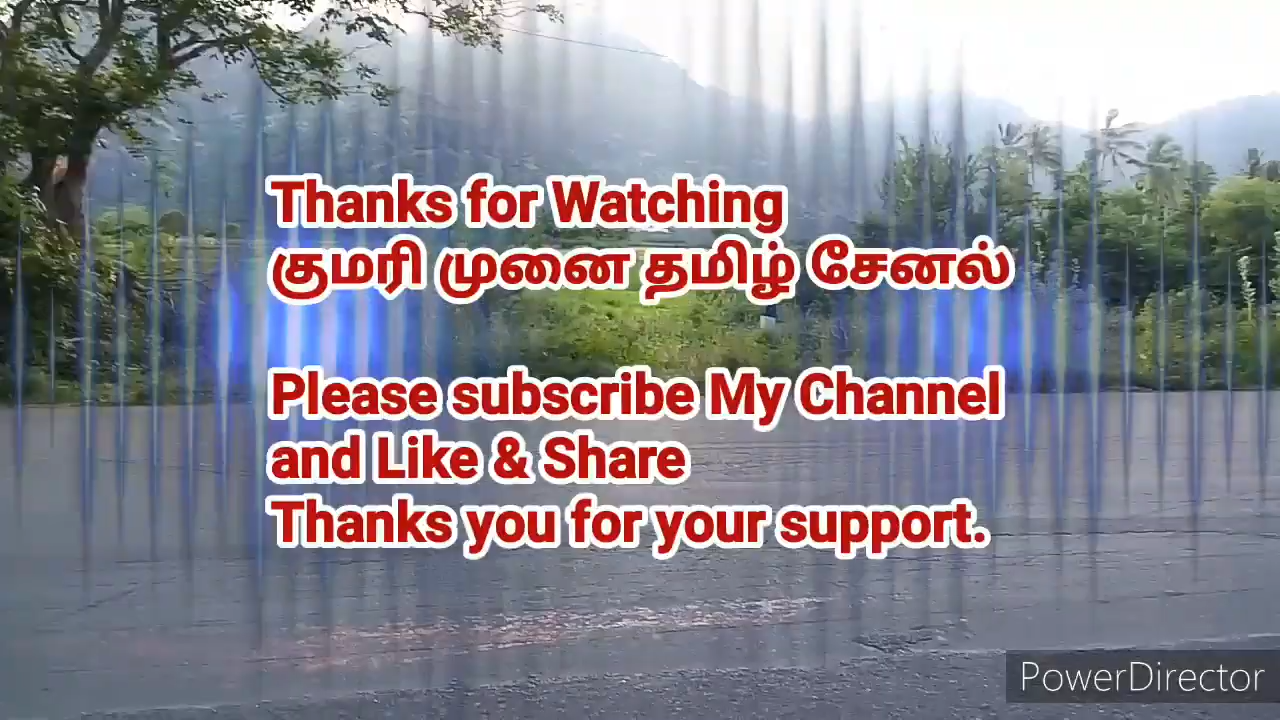 Thanks for Watching
குமரி முனை தமிழ் சேனல்
Please subscribe My Channel
and Like & Share
Thanks you for your support.
PowerDirector